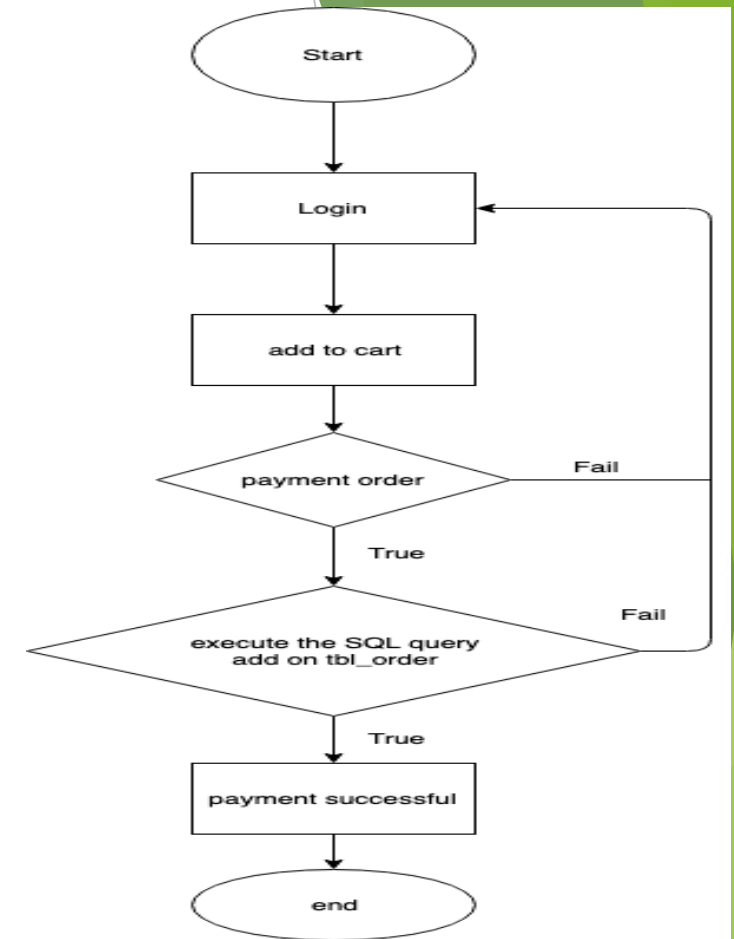 Start
Login
add to cart
payment order
Fail
True
Fail
execute the SQL query
add on tbl_order
True
payment successful
end